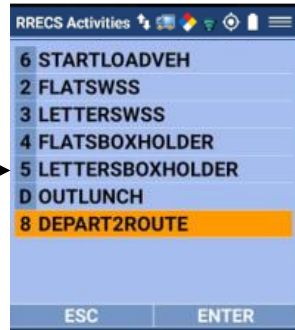 RRECS Activities
6 STARTLOADVEH
2 FLATSWSS
3 LETTERSWSS
4 FLATSBOXHOLDER
5 LETTERSBOXHOLDER
D OUTLUNCH
8 DEPART2ROUTE
ESC ENTER